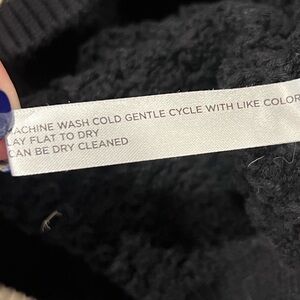 MACHINE WASH COLD GENTLE CYCLE WITH LIKE COLOR
LAY FLAT TO DRY
CAN BE DRY CLEANED